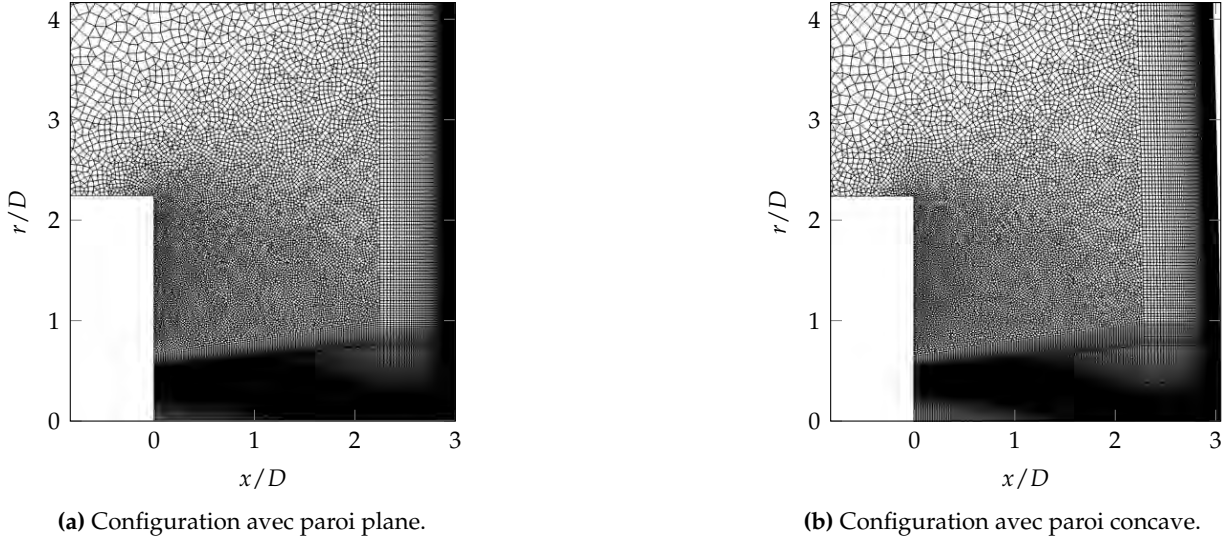 4
3
r/D
2
1
0
0 1 2 3
x/D
(a) Configuration avec paroi plane.
4
3
r/D
2
1
0
0 1 2 3
x/D
(b) Configuration avec paroi concave.